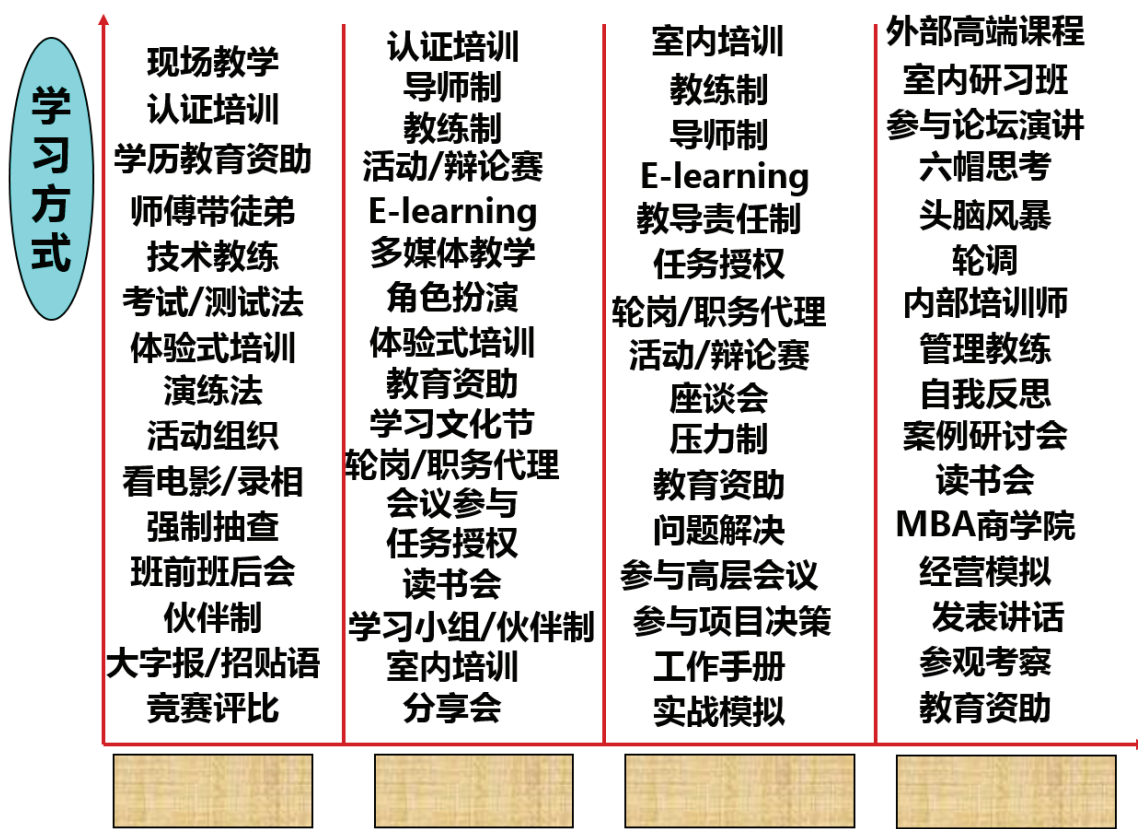 学习方式
现场教学
认证培训
学历教育资助
师傅带徒弟
技术教练
考试/测试法
体验式培训
演练法
活动组织
看电影/录相
强制抽查
班前班后会
伙伴制
大字报/招贴语
竞赛评比
认证培训
导师制
教练制
活动/辩论赛
E-learning
多媒体教学
角色扮演
体验式培训
教育资助
学习文化节
轮岗/职务代理
会议参与
任务授权
读书会
学习小组/伙伴制
室内培训
分享会
室内培训
教练制
导师制
E-learning
教导责任制
任务授权
轮岗/职务代理
活动/辩论赛
座谈会
压力制
教育资助
问题解决
参与高层会议
参与项目决策
工作手册
实战模拟
外部高端课程
室内研习班
参与论坛演讲
六帽思考
头脑风暴
轮调
内部培训师
管理教练
自我反思
案例研讨会
读书会
MBA商学院
经营模拟
发表讲话
参观考察
教育资助